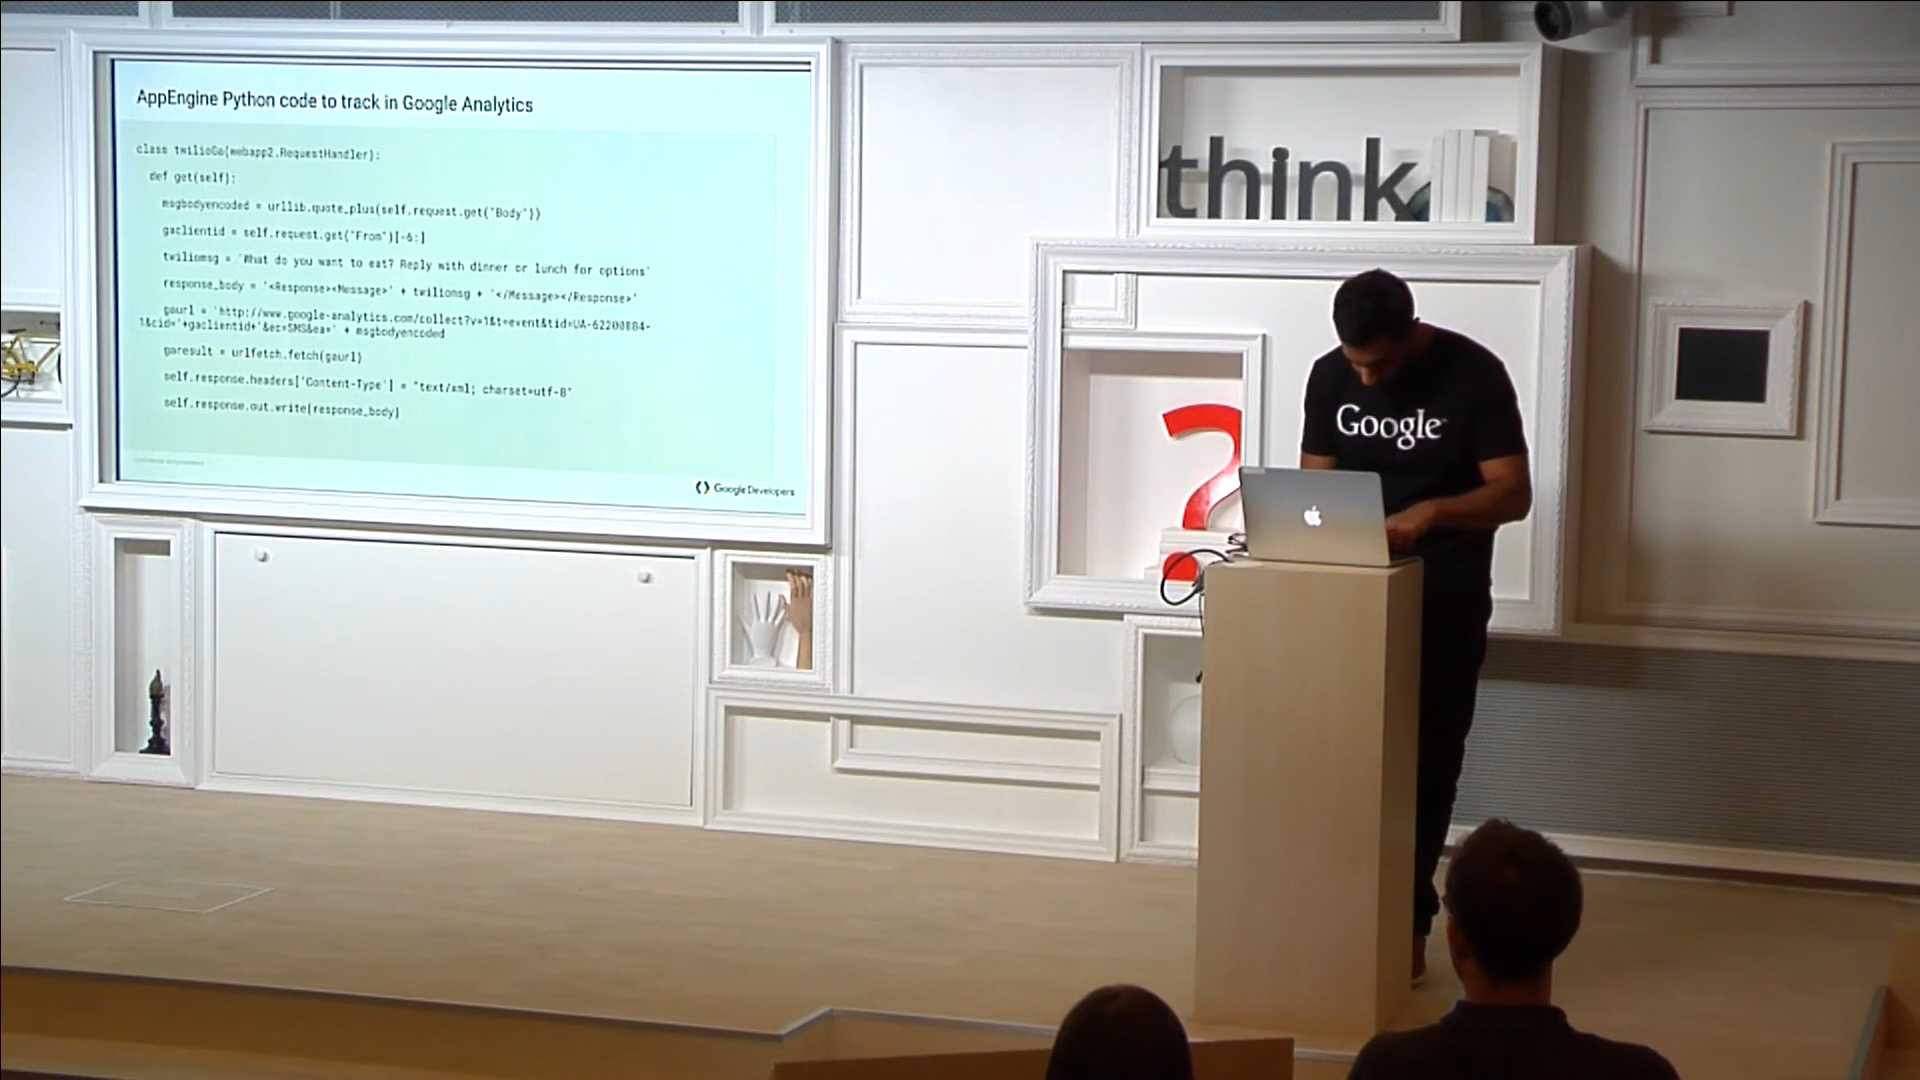 AppEngine Python code to track in Google Analytics
class twilioGa(webapp2.RequestHandler):
def get(self):
msgbodyencoded = urllib.quote_plus(self.request.get("Body"))
gaclientid = self.request.get("From")[-6:]
twiliomsg = 'What do you want to eat? Reply with dinner or lunch for options'
response_body = '<Response><Message>' + twiliomsg + '</Message></Response>'
gaurl = 'http://www.google-analytics.com/collect?v=1&t=event&tid=UA-62200884-
1&cid='+gaclientid+'&ec=SMS&ea=' + msgbodyencoded
garesult = urlfetch.fetch(gaurl)
self.response.headers['Content-Type'] = "text/xml; charset=utf-8"
self.response.out.write(response_body)
Google Developers
think
?
Google